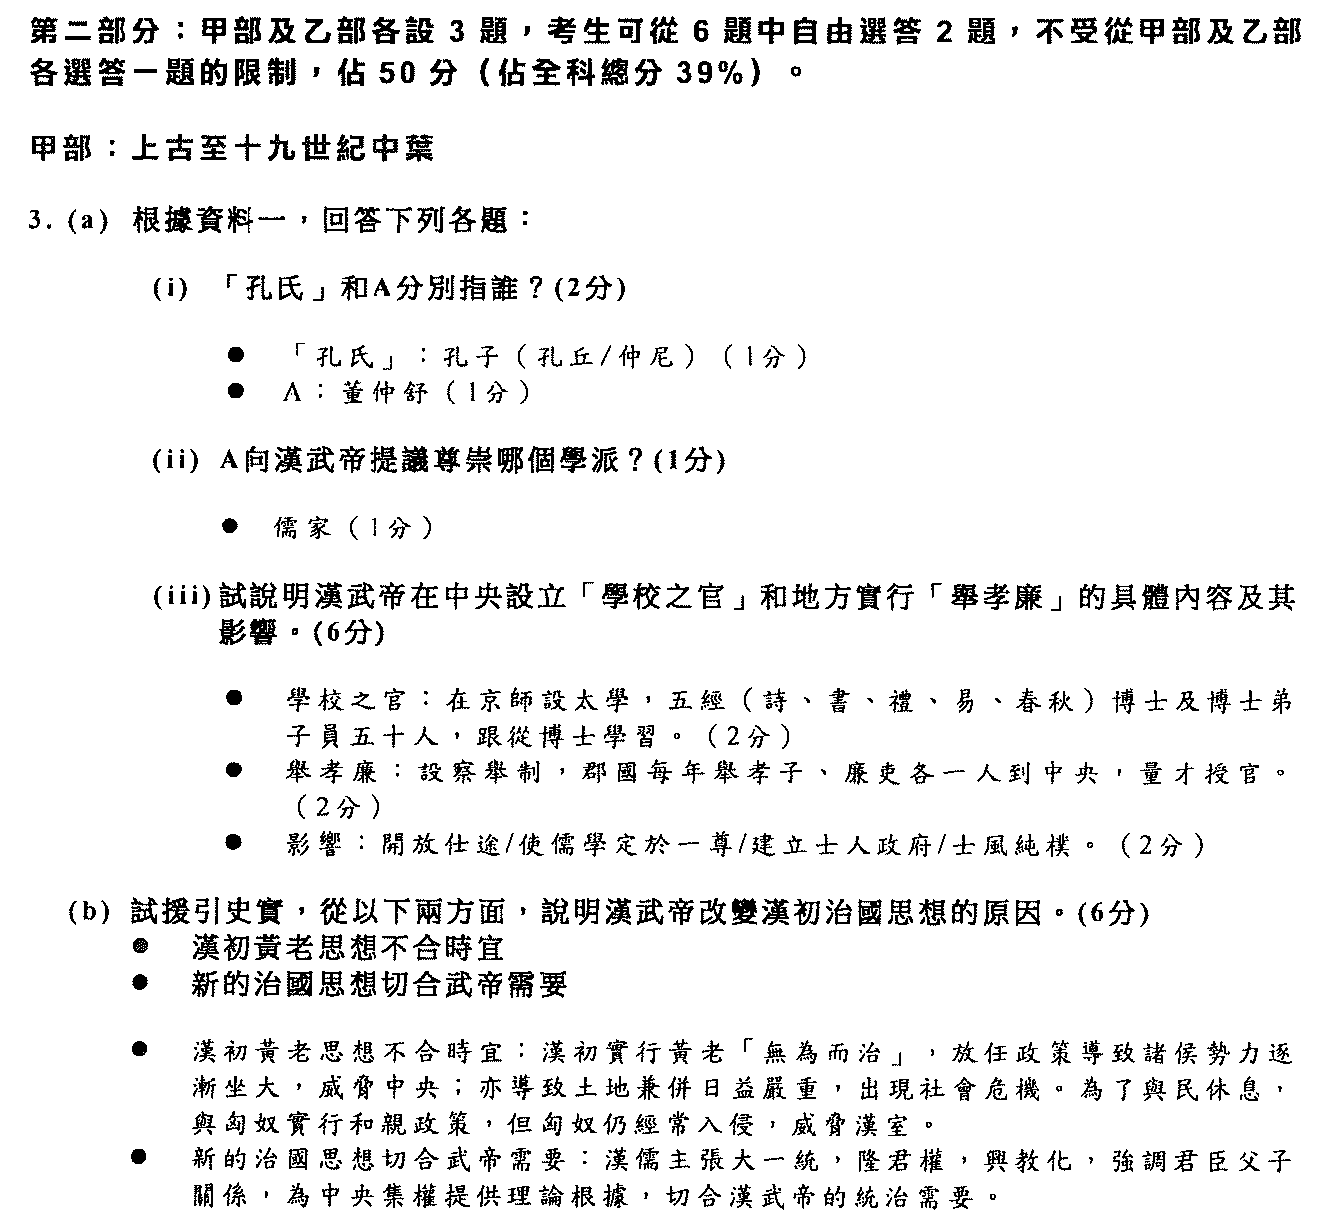 第二部分：甲部及乙部各設 3 題，考生可從 6 題中自由選答 2 題，不受從甲部及乙部
各選答一題的限制，佔 50 分（佔全科總分 39%）。
甲部：上古至十九世紀中葉
3. (a) 根據資料一，回答下列各題：
(i) 「孔氏」和A分別指誰？(2分)
● 「孔氏」：孔子（孔丘/仲尼）（1分）
● A：董仲舒（1分）
(ii) A向漢武帝提議尊崇哪個學派？(1分)
● 儒家（1分）
(iii) 試說明漢武帝在中央設立「學校之官」和地方實行「舉孝廉」的具體內容及其
影響。(6分)
● 學校之官：在京師設太學，五經（詩、書、禮、易、春秋）博士及博士弟
子員五十人，跟從博士學習。（2分）
● 舉孝廉：設察舉制，郡國每年舉孝子、廉吏各一人到中央，量才授官。
（2分）
● 影響：開放仕途/使儒學定於一尊/建立士人政府/士風純樸。（2分）
(b) 試援引史實，從以下兩方面，說明漢武帝改變漢初治國思想的原因。(6分)
● 漢初黃老思想不合時宜
● 新的治國思想切合武帝需要
● 漢初黃老思想不合時宜：漢初實行黃老「無為而治」，放任政策導致諸侯勢力逐
漸坐大，威脅中央；亦導致土地兼併日益嚴重，出現社會危機。為了與民休息，
與匈奴實行和親政策，但匈奴仍經常入侵，威脅漢室。
● 新的治國思想切合武帝需要：漢儒主張大一統，隆君權，興教化，強調君臣父子
關係，為中央集權提供理論根據，切合漢武帝的統治需要。